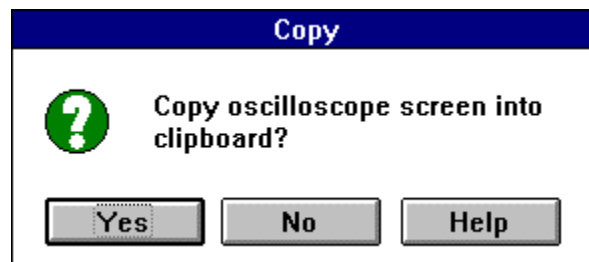 Copy
Copy oscilloscope screen into
clipboard?
Yes
No
Help